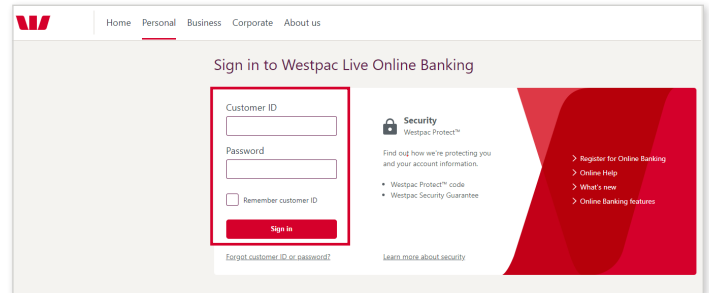 Home Personal Business Corporate About us
Sign in to Westpac Live Online Banking
Customer ID
Password
Remember customer ID
Sign in
Forgot customer ID or password?
Security
Westpac Protect™
Find out how we're protecting you
and your account information.
• Westpac Protect™ code
• Westpac Security Guarantee
Learn more about security
> Register for Online Banking
> Online Help
> What's new
> Online Banking features